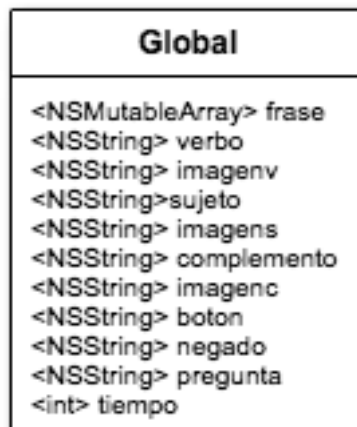 Global
<NSMutableArray> frase
<NSString> verbo
<NSString> imagenv
<NSString>sujeto
<NSString> imagens
<NSString> complemento
<NSString> imagenc
<NSString> boton
<NSString> negado
<NSString> pregunta
<int> tiempo